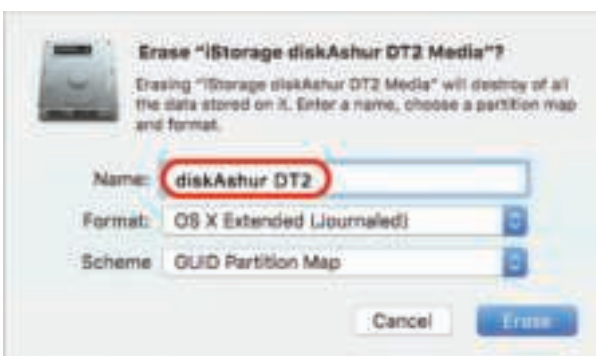 Erase "iStorage diskAshur DT2 Media"?
Erasing "iStorage diskAshur DT2 Media" will destroy of all
the data stored on it. Enter a name, choose a partition map
and format.
Name: diskAshur DT2
Format: OS X Extended (Journaled)
Scheme GUID Partition Map
Cancel Erase